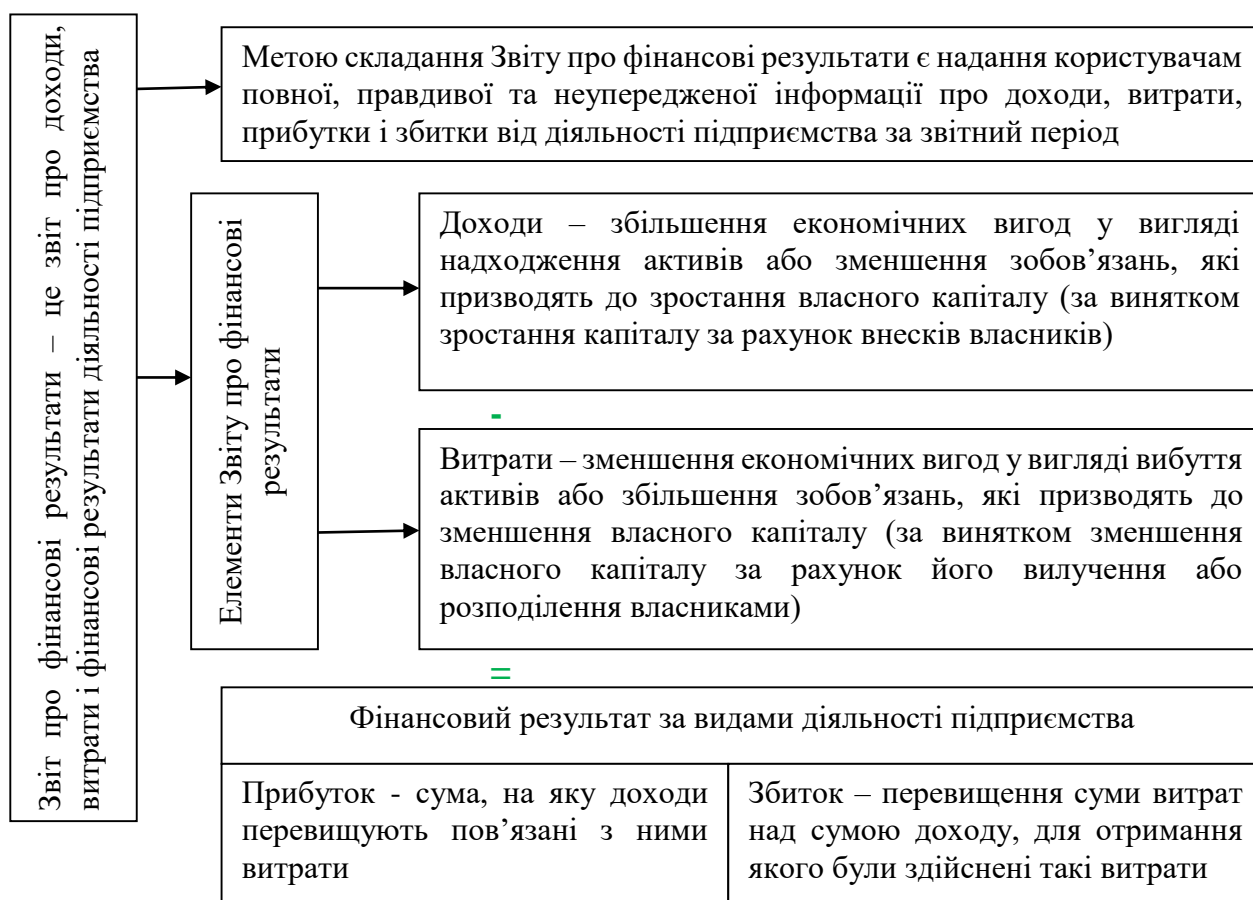 Звіт про фінансові результати – це звіт про доходи,
витрати і фінансові результати діяльності підприємства
Метою складання Звіту про фінансові результати є надання користувачам
повної, правдивої та неупередженої інформації про доходи, витрати,
прибутки і збитки від діяльності підприємства за звітний період
Елементи Звіту про фінансові
результати
Доходи – збільшення економічних вигод у вигляді
надходження активів або зменшення зобов’язань, які
призводять до зростання власного капіталу (за винятком
зростання капіталу за рахунок внесків власників)
-
Витрати – зменшення економічних вигод у вигляді вибуття
активів або збільшення зобов’язань, які призводять до
зменшення власного капіталу (за винятком зменшення
власного капіталу за рахунок його вилучення або
розподілення власниками)
=
Фінансовий результат за видами діяльності підприємства
Прибуток - сума, на яку доходи
перевищують пов’язані з ними
витрати
Збиток – перевищення суми витрат
над сумою доходу, для отримання
якого були здійснені такі витрати